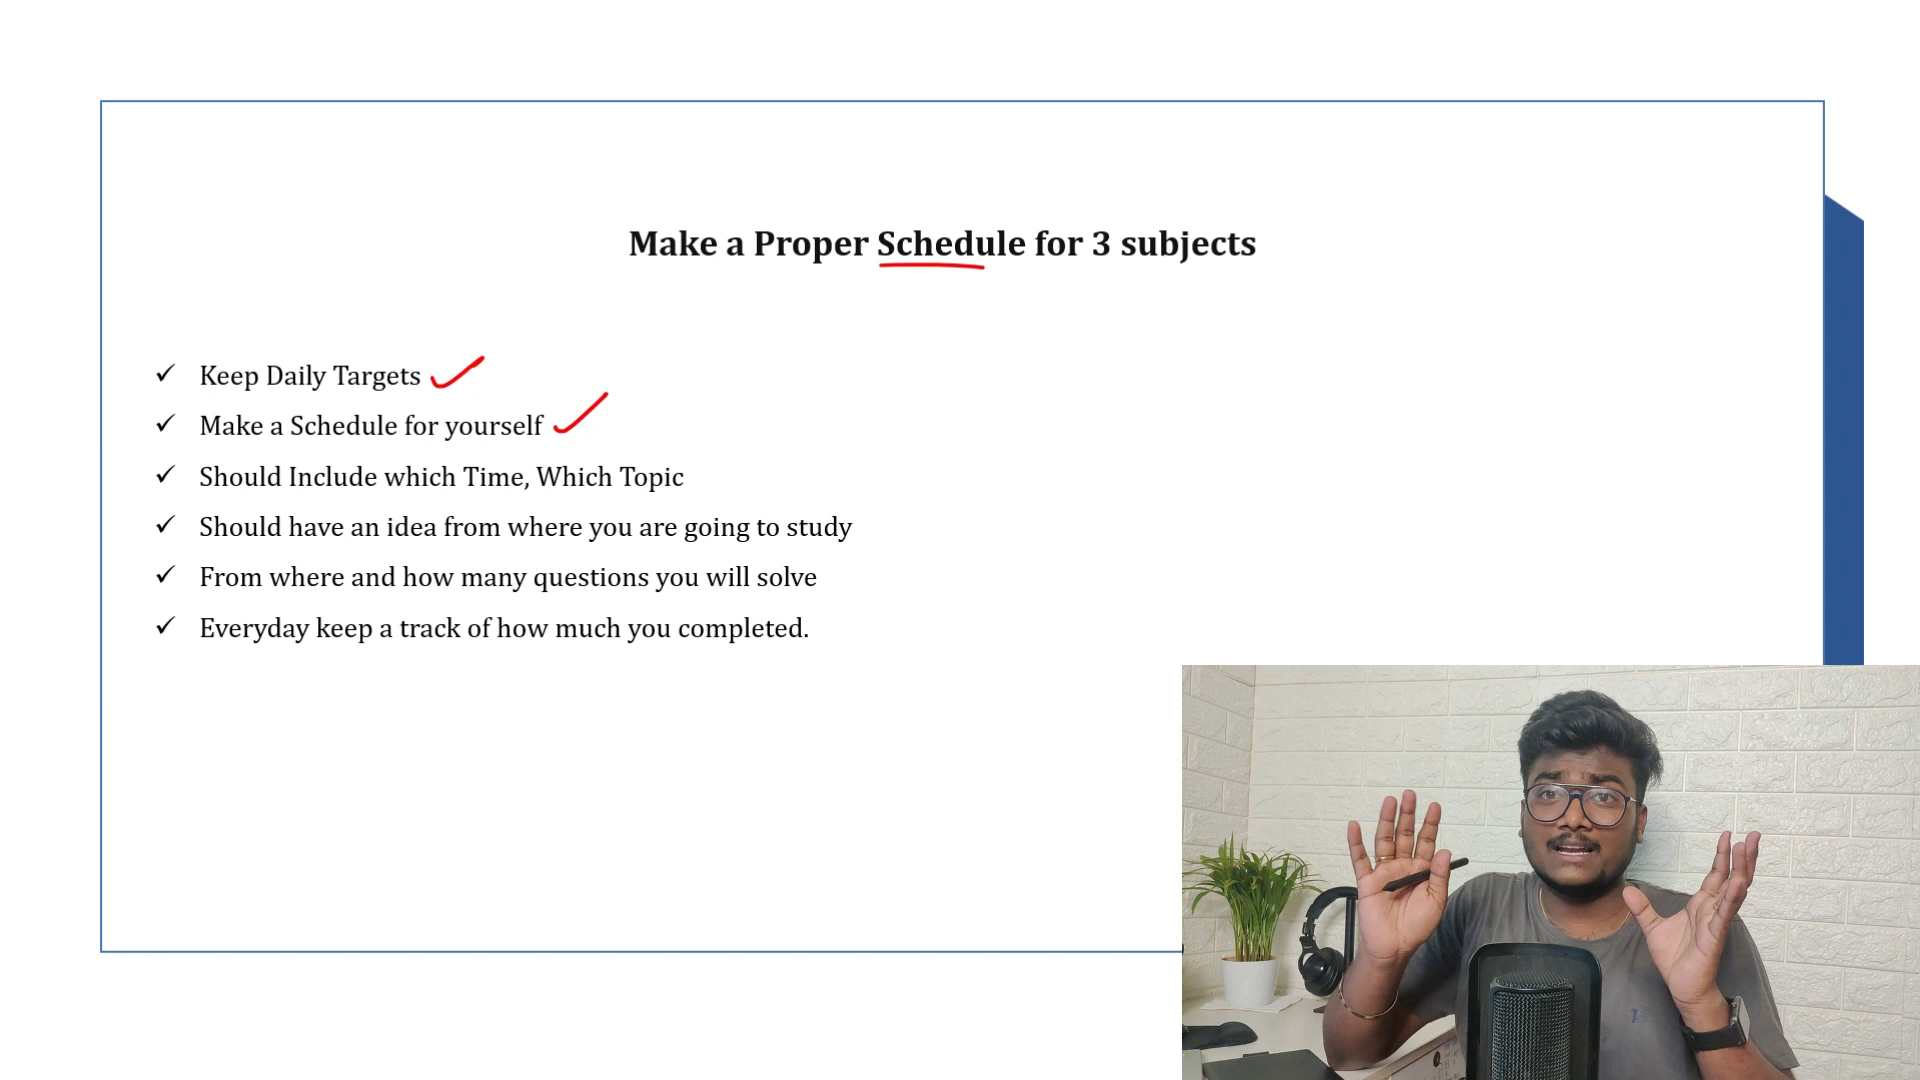 Make a Proper Schedule for 3 subjects
Keep Daily Targets
Make a Schedule for yourself
Should Include which Time, Which Topic
Should have an idea from where you are going to study
From where and how many questions you will solve
Everyday keep a track of how much you completed.